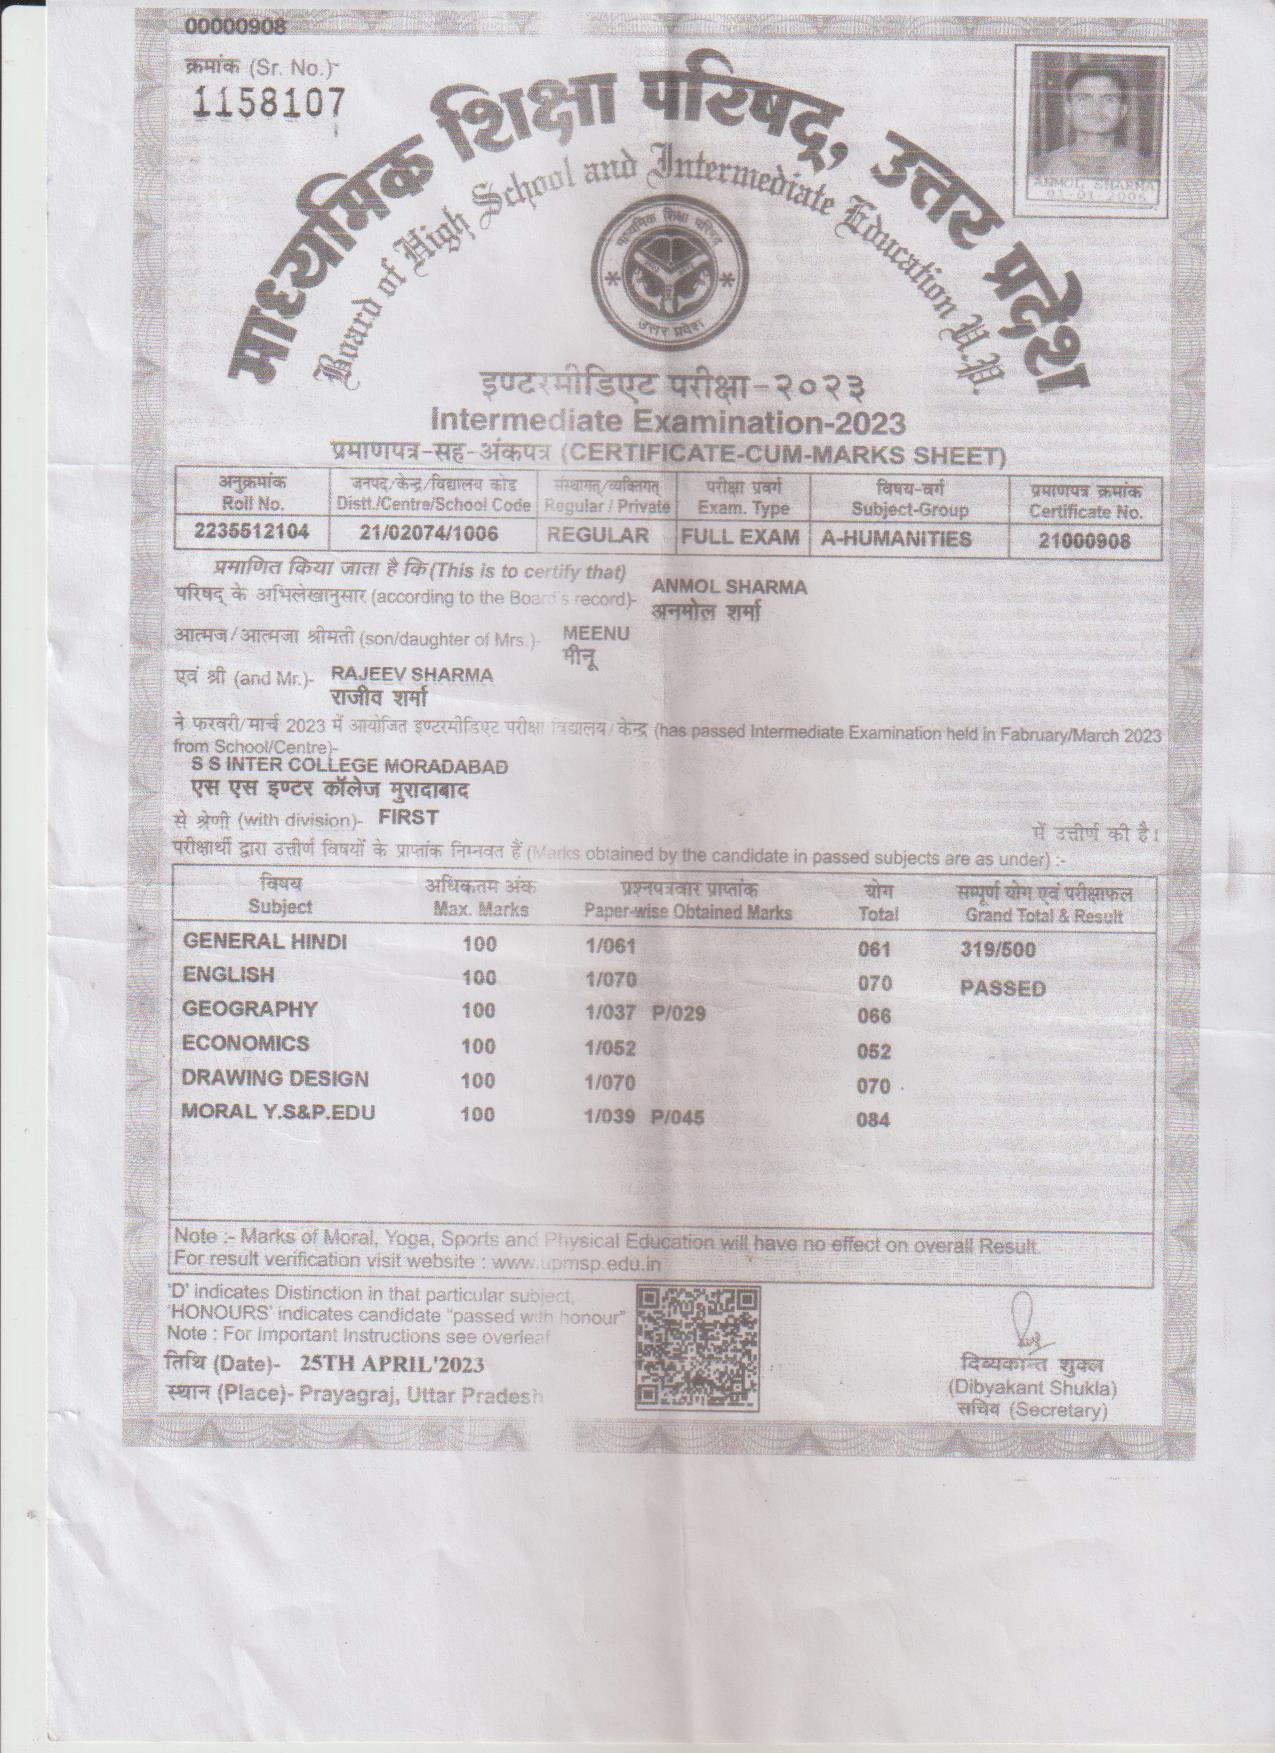 00000908
क्रमांक (Sr. No.)-
1158107
माध्यमिक शिक्षा परिषद्, उत्तर प्रदेश
Board of High School and Intermediate Education U.P.
माध्यमिक शिक्षा परिषद्
उत्तर प्रदेश
ANMOL SHARMA
01.01.2006
इण्टरमीडिएट परीक्षा-२०२३
Intermediate Examination-2023
प्रमाणपत्र-सह-अंकपत्र (CERTIFICATE-CUM-MARKS SHEET)
अनुक्रमांक जनपद/केन्द्र/विद्यालय कोड संस्थागत/व्यक्तिगत परीक्षा प्रवर्ग विषय-वर्ग प्रमाणपत्र क्रमांक
Roll No. Distt./Centre/School Code Regular / Private Exam. Type Subject-Group Certificate No.
2235512104 21/02074/1006 REGULAR FULL EXAM A-HUMANITIES 21000908
प्रमाणित किया जाता है कि (This is to certify that)
परिषद् के अभिलेखानुसार (according to the Board's record)- ANMOL SHARMA
अनमोल शर्मा
आत्मज/आत्मजा श्रीमती (son/daughter of Mrs.)- MEENU
मीनू
एवं श्री (and Mr.)- RAJEEV SHARMA
राजीव शर्मा
ने फरवरी/मार्च 2023 में आयोजित इण्टरमीडिएट परीक्षा विद्यालय/केन्द्र (has passed Intermediate Examination held in Fabruary/March 2023
from School/Centre)-
S S INTER COLLEGE MORADABAD
एस एस इण्टर कॉलेज मुरादाबाद
से श्रेणी (with division)- FIRST में उत्तीर्ण की है।
परीक्षार्थी द्वारा उत्तीर्ण विषयों के प्राप्तांक निम्नवत हैं (Marks obtained by the candidate in passed subjects are as under) :-
विषय अधिकतम अंक प्रश्नपत्रवार प्राप्तांक योग सम्पूर्ण योग एवं परीक्षाफल
Subject Max. Marks Paper-wise Obtained Marks Total Grand Total & Result
GENERAL HINDI 100 1/061 061 319/500
ENGLISH 100 1/070 070 PASSED
GEOGRAPHY 100 1/037 P/029 066
ECONOMICS 100 1/052 052
DRAWING DESIGN 100 1/070 070
MORAL Y.S&P.EDU 100 1/039 P/045 084
Note :- Marks of Moral, Yoga, Sports and Physical Education will have no effect on overall Result.
For result verification visit website : www.upmsp.edu.in
'D' indicates Distinction in that particular subject,
'HONOURS' indicates candidate "passed with honour"
Note : For Important Instructions see overleaf
तिथि (Date)- 25TH APRIL'2023
स्थान (Place)- Prayagraj, Uttar Pradesh
दिव्यकान्त शुक्ल
(Dibyakant Shukla)
सचिव (Secretary)